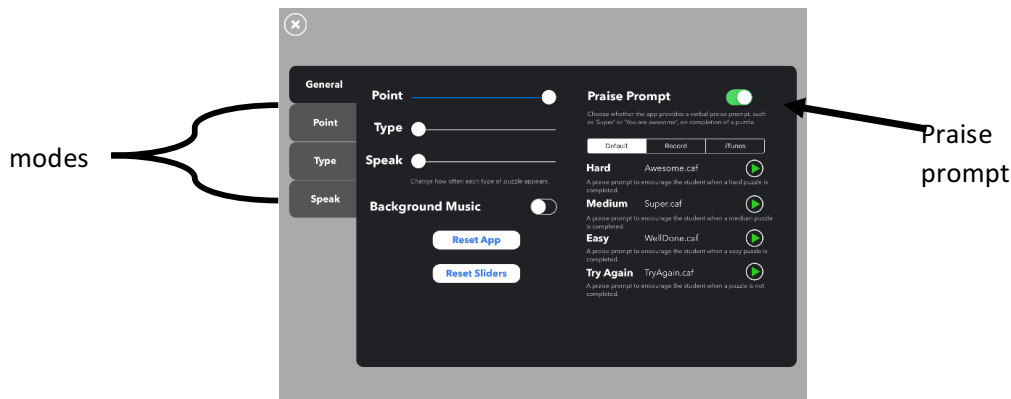 modes
General
Point
Type
Speak
Point
Type
Speak
Change how often each type of puzzle appears.
Background Music
Reset App
Reset Sliders
Praise Prompt
Choose whether the app provides a verbal praise prompt, such
as 'Super' or 'You are awesome', on completion of a puzzle.
Default Record iTunes
Hard Awesome.caf
A praise prompt to encourage the student when a hard puzzle is
completed.
Medium Super.caf
A praise prompt to encourage the student when a medium puzzle
is completed.
Easy WellDone.caf
A praise prompt to encourage the student when a easy puzzle is
completed.
Try Again TryAgain.caf
A praise prompt to encourage the student when a puzzle is not
completed.
Praise
prompt